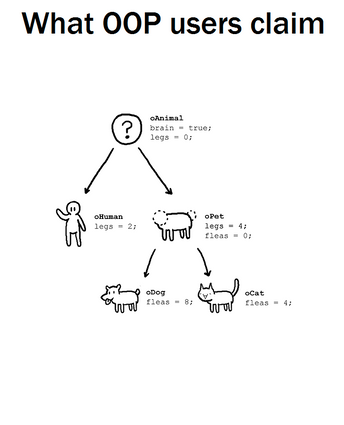 What OOP users claim
?
oAnimal
brain = true;
legs = 0;
oHuman
legs = 2;
oPet
legs = 4;
fleas = 0;
oDog
fleas = 8;
oCat
fleas = 4;